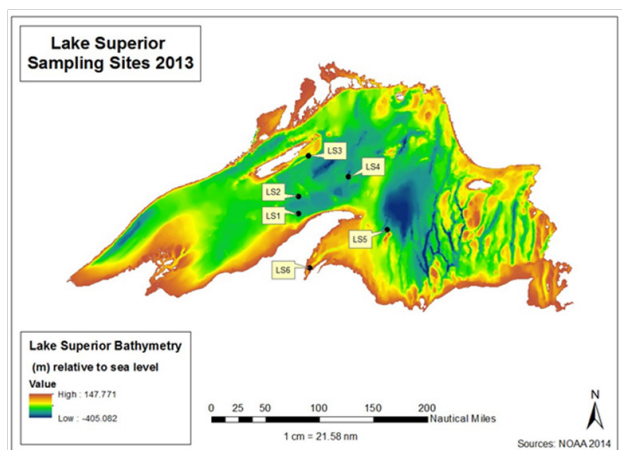 Lake Superior
Sampling Sites 2013
LS3
LS4
LS2
LS1
LS5
LS6
Lake Superior Bathymetry
(m) relative to sea level
Value
High : 147.771
Low : -405.082
0 25 50 100 150 200
Nautical Miles
1 cm = 21.58 nm
N
Sources: NOAA 2014